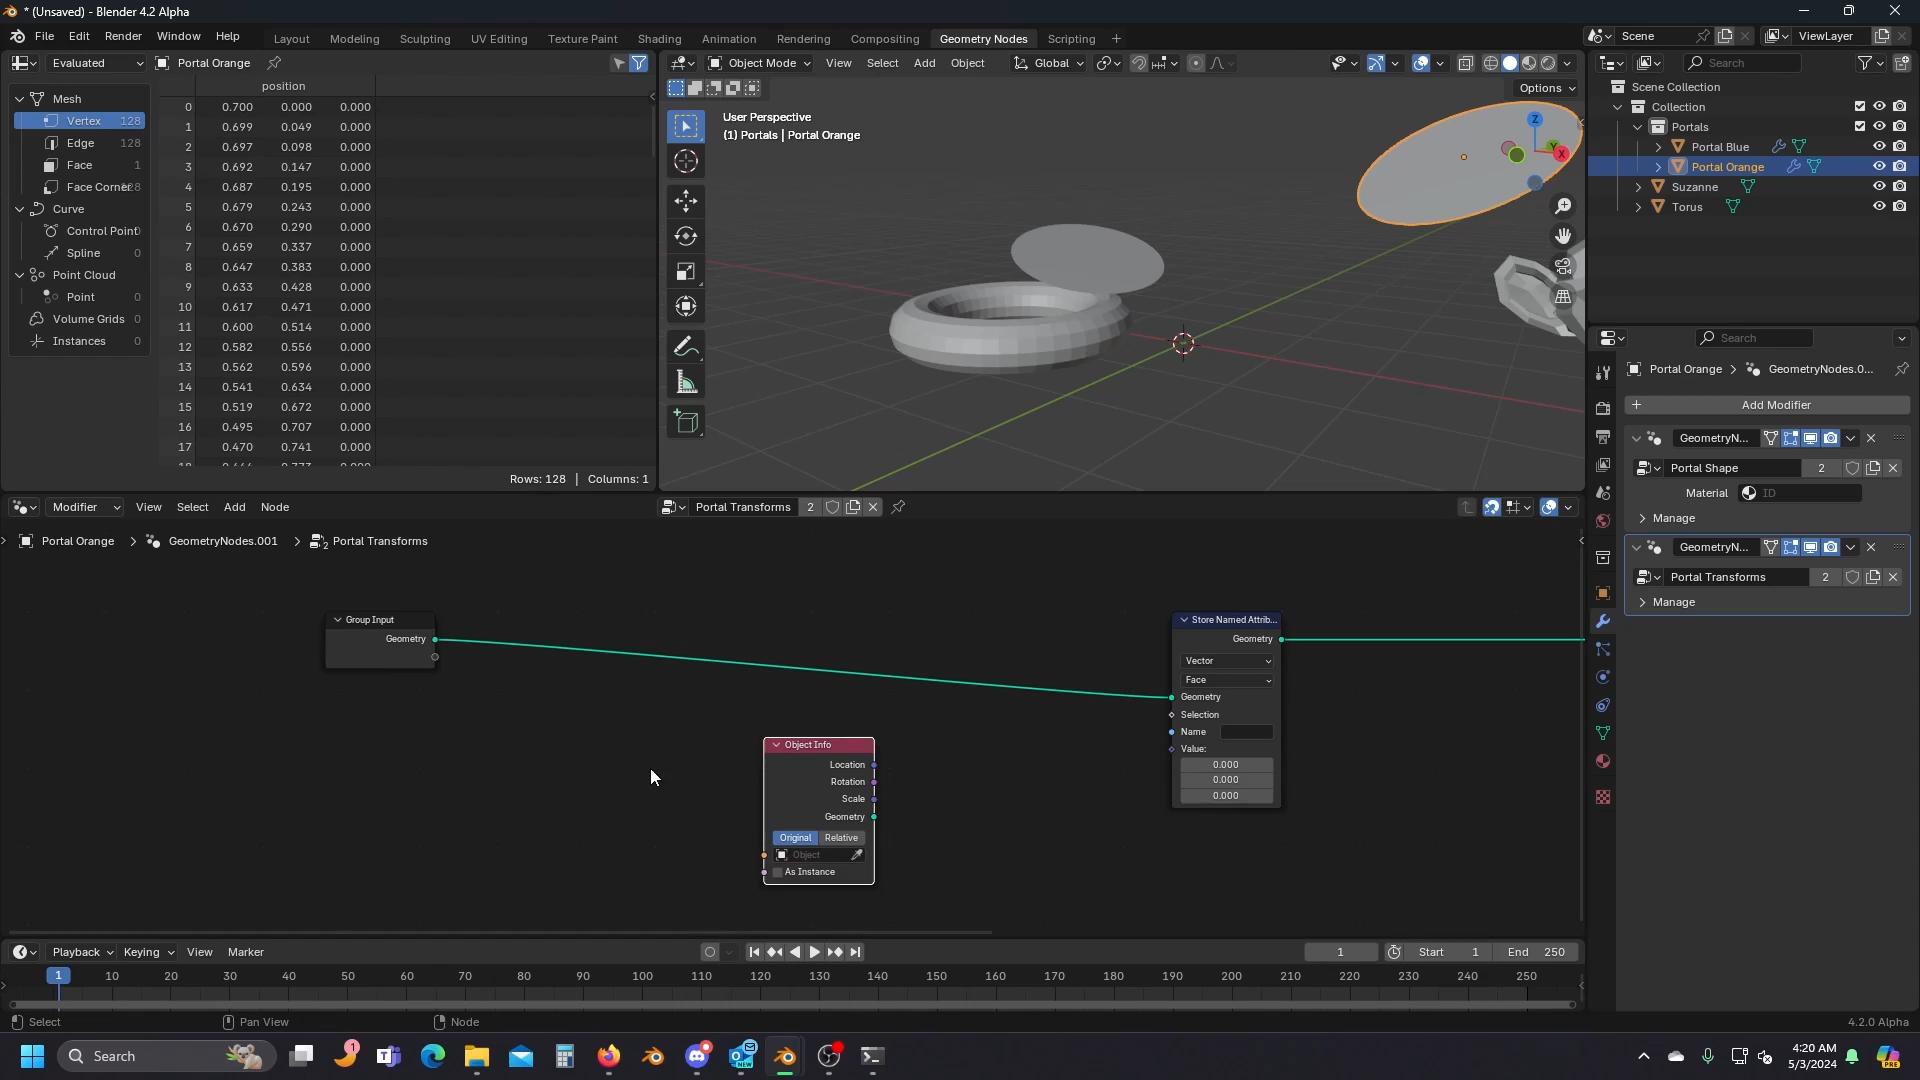 * (Unsaved) - Blender 4.2 Alpha
File Edit Render Window Help
Layout Modeling Sculpting UV Editing Texture Paint Shading Animation Rendering Compositing Geometry Nodes Scripting +
Scene ViewLayer
Evaluated Portal Orange
Object Mode View Select Add Object Global
Search
Options
position
Mesh
Vertex 128
Edge 128
Face 1
Face Corne
Curve
Control Point
Spline 0
Point Cloud
Point 0
Volume Grids 0
Instances 0
0 0.700 0.000 0.000
1 0.699 0.049 0.000
2 0.697 0.098 0.000
3 0.692 0.147 0.000
4 0.687 0.195 0.000
5 0.679 0.243 0.000
6 0.670 0.290 0.000
7 0.659 0.337 0.000
8 0.647 0.383 0.000
9 0.633 0.428 0.000
10 0.617 0.471 0.000
11 0.600 0.514 0.000
12 0.582 0.556 0.000
13 0.562 0.596 0.000
14 0.541 0.634 0.000
15 0.519 0.672 0.000
16 0.495 0.707 0.000
17 0.470 0.741 0.000
Rows: 128 | Columns: 1
User Perspective
(1) Portals | Portal Orange
Z
Y
X
Scene Collection
Collection
Portals
Portal Blue
Portal Orange
Suzanne
Torus
Search
Portal Orange > GeometryNodes.0...
+ Add Modifier
GeometryN...
Portal Shape 2
Material ID
Manage
GeometryN...
Portal Transforms 2
Manage
Modifier View Select Add Node
Portal Transforms 2
Portal Orange > GeometryNodes.001 > 2 Portal Transforms
Group Input
Geometry
Object Info
Location
Rotation
Scale
Geometry
Original Relative
Object
As Instance
Store Named Attrib...
Geometry
Vector
Face
Geometry
Selection
Name
Value:
0.000
0.000
0.000
Playback Keying View Marker
1 Start 1 End 250
1 10 20 30 40 50 60 70 80 90 100 110 120 130 140 150 160 170 180 190 200 210 220 230 240 250
Select Pan View Node
4.2.0 Alpha
Search
1
NEW
4:20 AM
5/3/2024
PRE